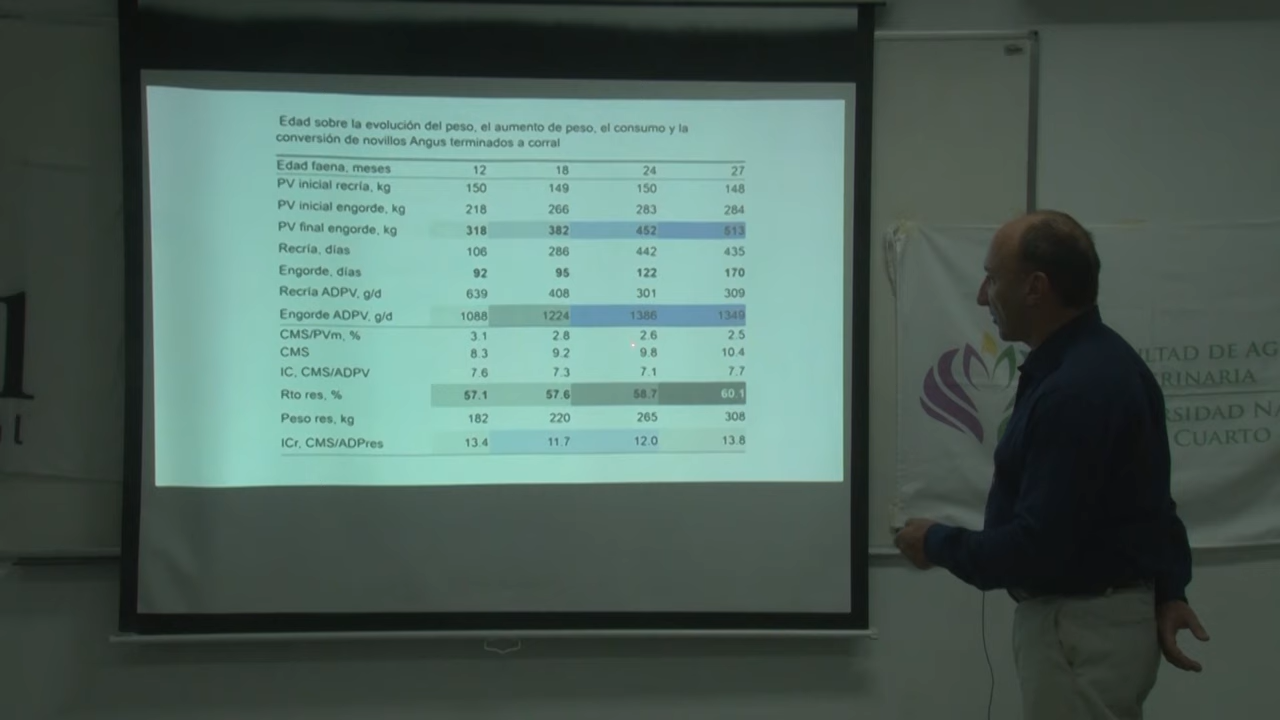 Edad sobre la evolución del peso, el aumento de peso, el consumo y la
conversión de novillos Angus terminados a corral
Edad faena, meses 12 18 24 27
PV inicial recría, kg 150 149 150 148
PV inicial engorde, kg 218 266 283 284
PV final engorde, kg 318 382 452 513
Recría, días 106 286 442 435
Engorde, días 92 95 122 170
Recría ADPV, g/d 639 408 301 309
Engorde ADPV, g/d 1088 1224 1386 1349
CMS/PVm, % 3.1 2.8 2.6 2.5
CMS 8.3 9.2 9.8 10.4
IC, CMS/ADPV 7.6 7.3 7.1 7.7
Rto res, % 57.1 57.6 58.7 60.1
Peso res, kg 182 220 265 308
ICr, CMS/ADPres 13.4 11.7 12.0 13.8
ULTAD DE AG
RINARIA
RSIDAD NA
CUARTO